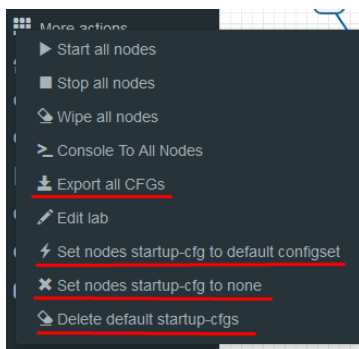 More actions
Start all nodes
Stop all nodes
Wipe all nodes
Console To All Nodes
Export all CFGs
Edit lab
Set nodes startup-cfg to default configset
Set nodes startup-cfg to none
Delete default startup-cfgs